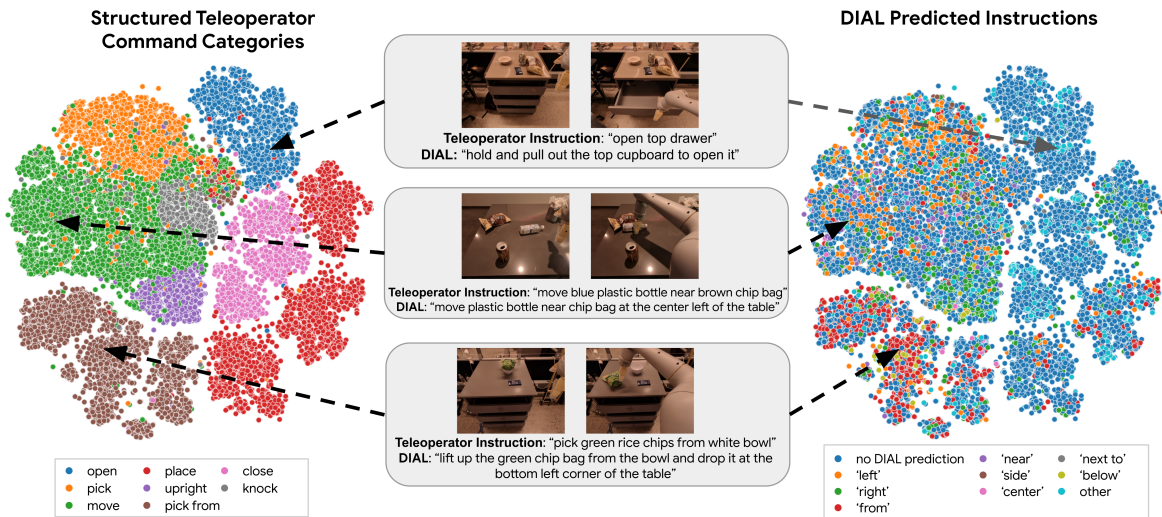 Structured Teleoperator
Command Categories
DIAL Predicted Instructions
Teleoperator Instruction: “open top drawer”
DIAL: “hold and pull out the top cupboard to open it”
Teleoperator Instruction: “move blue plastic bottle near brown chip bag”
DIAL: “move plastic bottle near chip bag at the center left of the table”
Teleoperator Instruction: “pick green rice chips from white bowl”
DIAL: “lift up the green chip bag from the bowl and drop it at the
bottom left corner of the table”
open place close
pick upright knock
move pick from
no DIAL prediction ‘near’ ‘next to’
‘left’ ‘side’ ‘below’
‘right’ ‘center’ other
‘from’